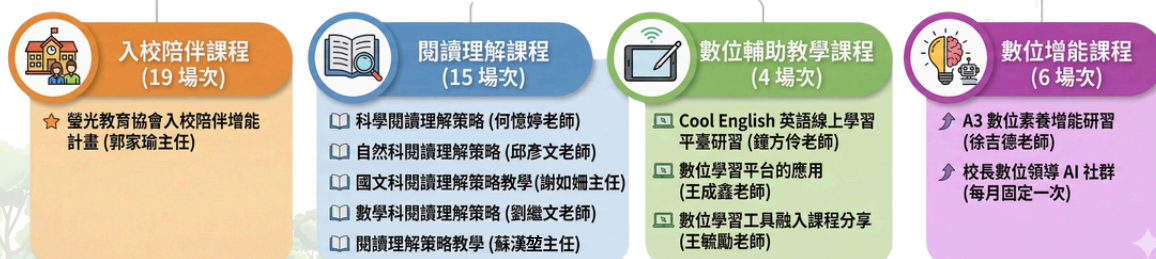 入校陪伴課程
(19 場次)
瑩光教育協會入校陪伴增能
計畫 (郭家瑜主任)
閱讀理解課程
(15 場次)
科學閱讀理解策略 (何憶婷老師)
自然科閱讀理解策略 (邱彥文老師)
國文科閱讀理解策略教學(謝如姍主任)
數學科閱讀理解策略 (劉繼文老師)
閱讀理解策略教學 (蘇漢堃主任)
數位輔助教學課程
(4 場次)
Cool English 英語線上學習
平臺研習 (鐘方伶老師)
數位學習平台的應用
(王成鑫老師)
數位學習工具融入課程分享
(王毓勵老師)
數位增能課程
(6 場次)
A3 數位素養增能研習
(徐吉德老師)
校長數位領導 AI 社群
(每月固定一次)